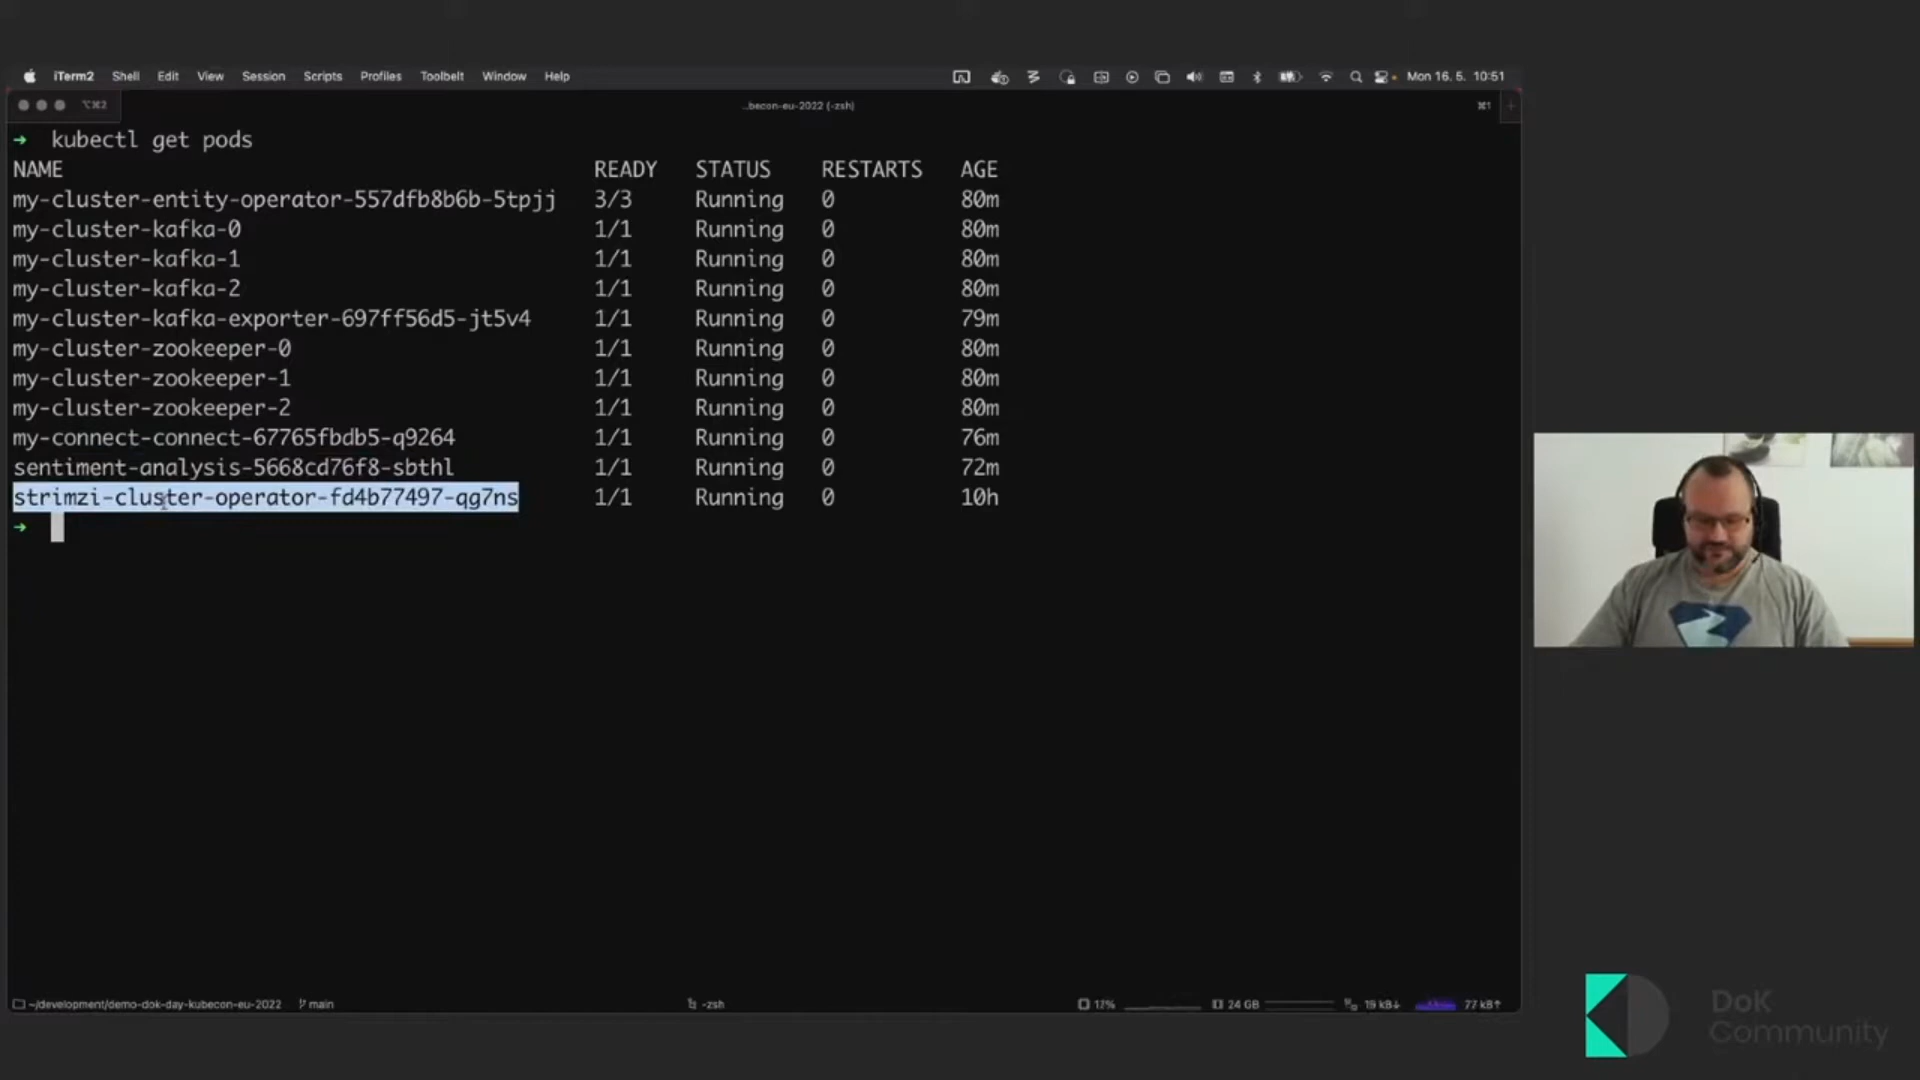 iTerm2 Shell Edit View Session Scripts Profiles Toolbelt Window Help Mon 16. 5. 10:51
⌥⌘2 ..becon-eu-2022 (-zsh) ⌘1 +
➜ kubectl get pods
NAME READY STATUS RESTARTS AGE
my-cluster-entity-operator-557dfb8b6b-5tpjj 3/3 Running 0 80m
my-cluster-kafka-0 1/1 Running 0 80m
my-cluster-kafka-1 1/1 Running 0 80m
my-cluster-kafka-2 1/1 Running 0 80m
my-cluster-kafka-exporter-697ff56d5-jt5v4 1/1 Running 0 79m
my-cluster-zookeeper-0 1/1 Running 0 80m
my-cluster-zookeeper-1 1/1 Running 0 80m
my-cluster-zookeeper-2 1/1 Running 0 80m
my-connect-connect-67765fbdb5-q9264 1/1 Running 0 76m
sentiment-analysis-5668cd76f8-sbthl 1/1 Running 0 72m
strimzi-cluster-operator-fd4b77497-qg7ns 1/1 Running 0 10h
➜
~/development/demo-dok-day-kubecon-eu-2022 main -zsh 17% 24 GB 19 kB↓ 77 kB↑
DoK
Community